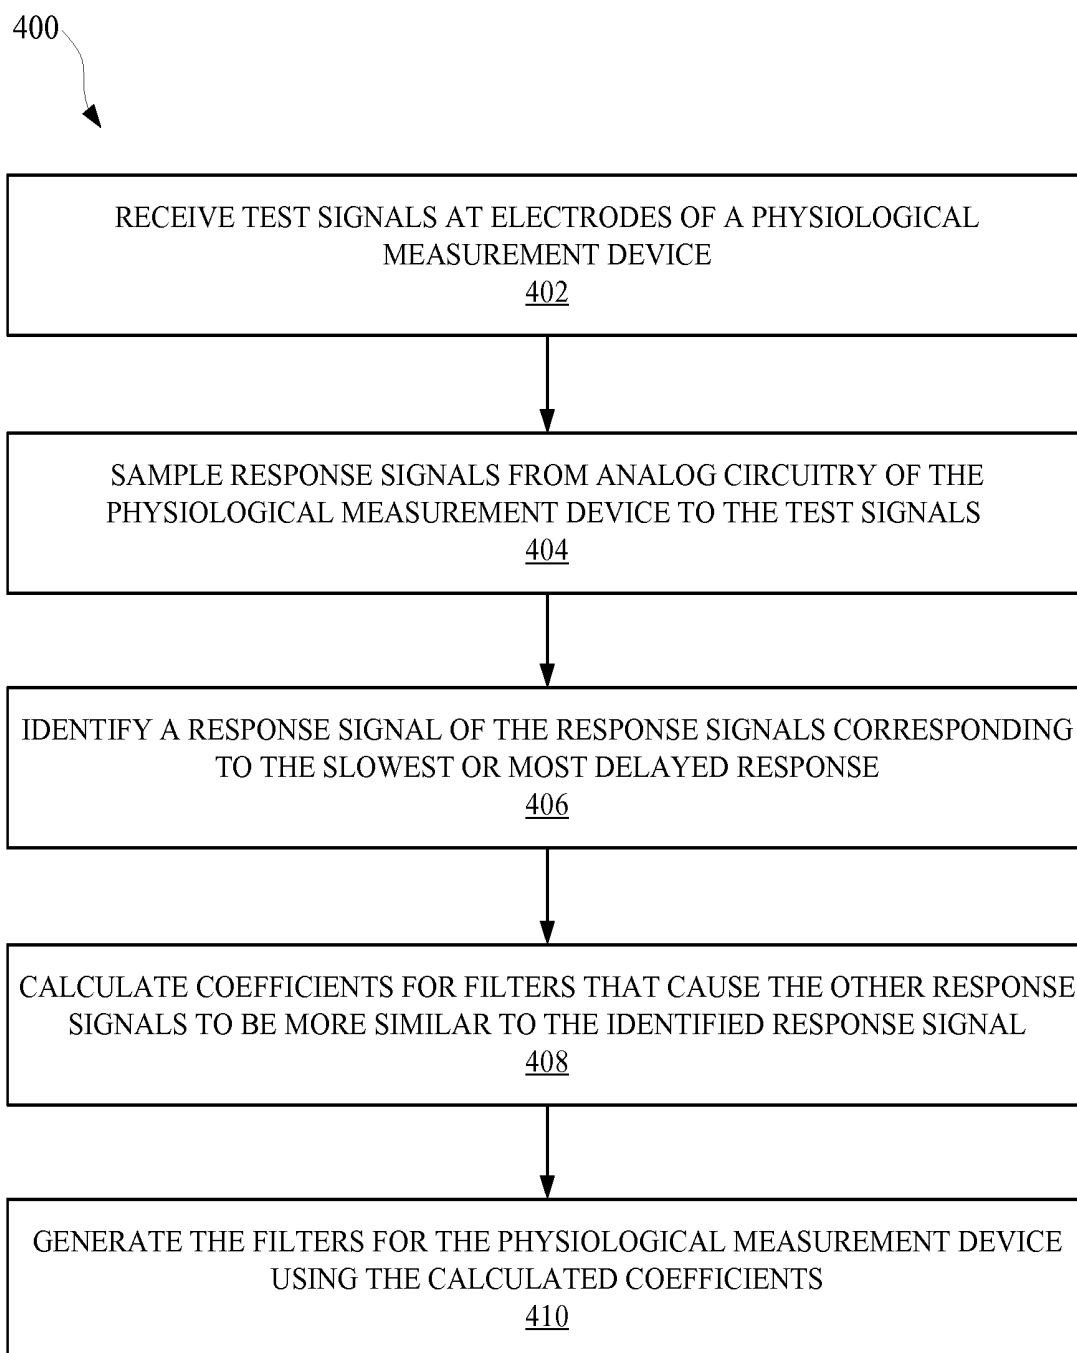 400
RECEIVE TEST SIGNALS AT ELECTRODES OF A PHYSIOLOGICAL
MEASUREMENT DEVICE
402
SAMPLE RESPONSE SIGNALS FROM ANALOG CIRCUITRY OF THE
PHYSIOLOGICAL MEASUREMENT DEVICE TO THE TEST SIGNALS
404
IDENTIFY A RESPONSE SIGNAL OF THE RESPONSE SIGNALS CORRESPONDING
TO THE SLOWEST OR MOST DELAYED RESPONSE
406
CALCULATE COEFFICIENTS FOR FILTERS THAT CAUSE THE OTHER RESPONSE
SIGNALS TO BE MORE SIMILAR TO THE IDENTIFIED RESPONSE SIGNAL
408
GENERATE THE FILTERS FOR THE PHYSIOLOGICAL MEASUREMENT DEVICE
USING THE CALCULATED COEFFICIENTS
410